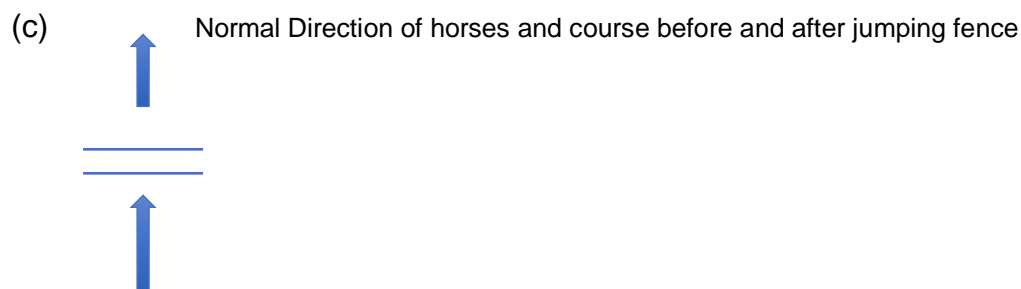 (c) Normal Direction of horses and course before and after jumping fence